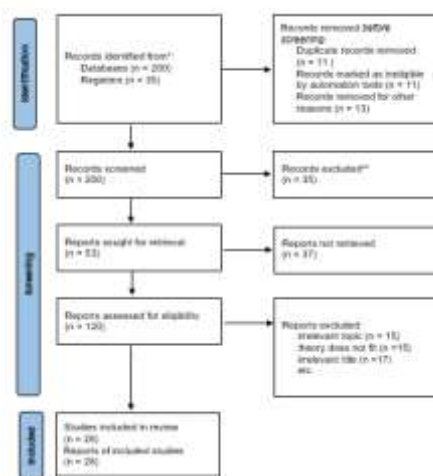 Identification
Records identified from*:
Databases (n = 200)
Registers (n = 35)
Records removed before
screening:
Duplicate records removed
(n = 11 )
Records marked as ineligible
by automation tools (n = 11)
Records removed for other
reasons (n = 13)
Screening
Records screened
(n = 200)
Records excluded**
(n = 35)
Reports sought for retrieval
(n = 53)
Reports not retrieved
(n = 37)
Reports assessed for eligibility
(n = 120)
Reports excluded:
irrelevant topic (n = 15)
theory does not fit (n =15)
irrelevant title (n =17)
etc.
Included
Studies included in review
(n = 28)
Reports of included studies
(n = 28)